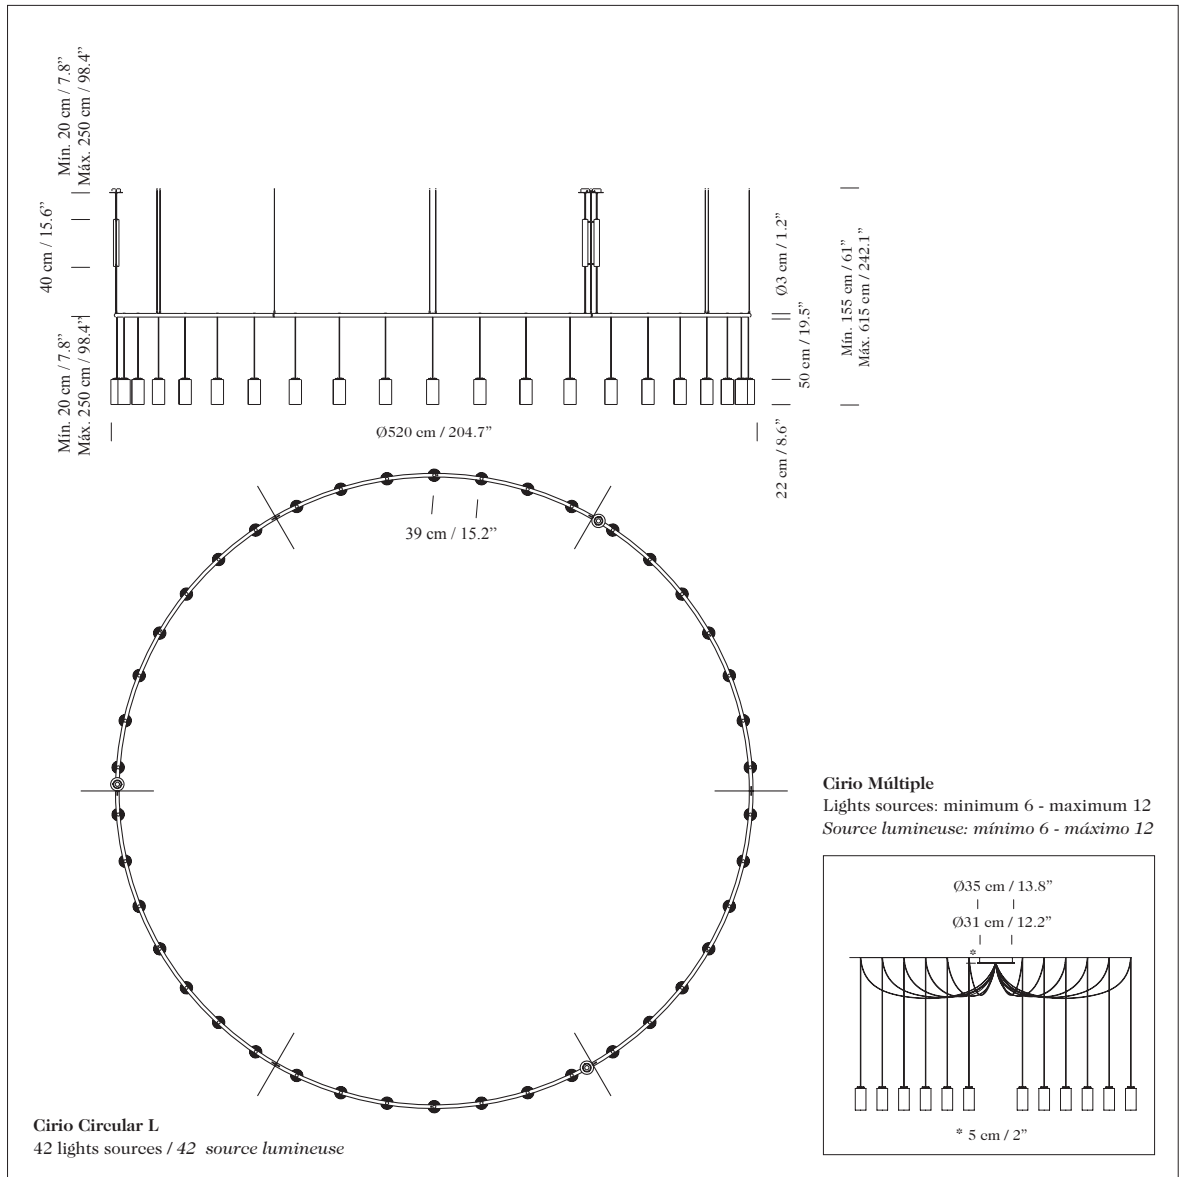 Mín. 20 cm / 7.8”
Máx. 250 cm / 98.4”
40 cm / 15.6”
Mín. 20 cm / 7.8”
Máx. 250 cm / 98.4”
Ø3 cm / 1.2”
50 cm / 19.5”
22 cm / 8.6”
Mín. 155 cm / 61”
Máx. 615 cm / 242.1”
Ø520 cm / 204.7”
39 cm / 15.2”
Cirio Múltiple
Lights sources: minimum 6 - maximum 12
Source lumineuse: mínimo 6 - máximo 12
Ø35 cm / 13.8”
Ø31 cm / 12.2”
*
* 5 cm / 2”
Cirio Circular L
42 lights sources / 42 source lumineuse